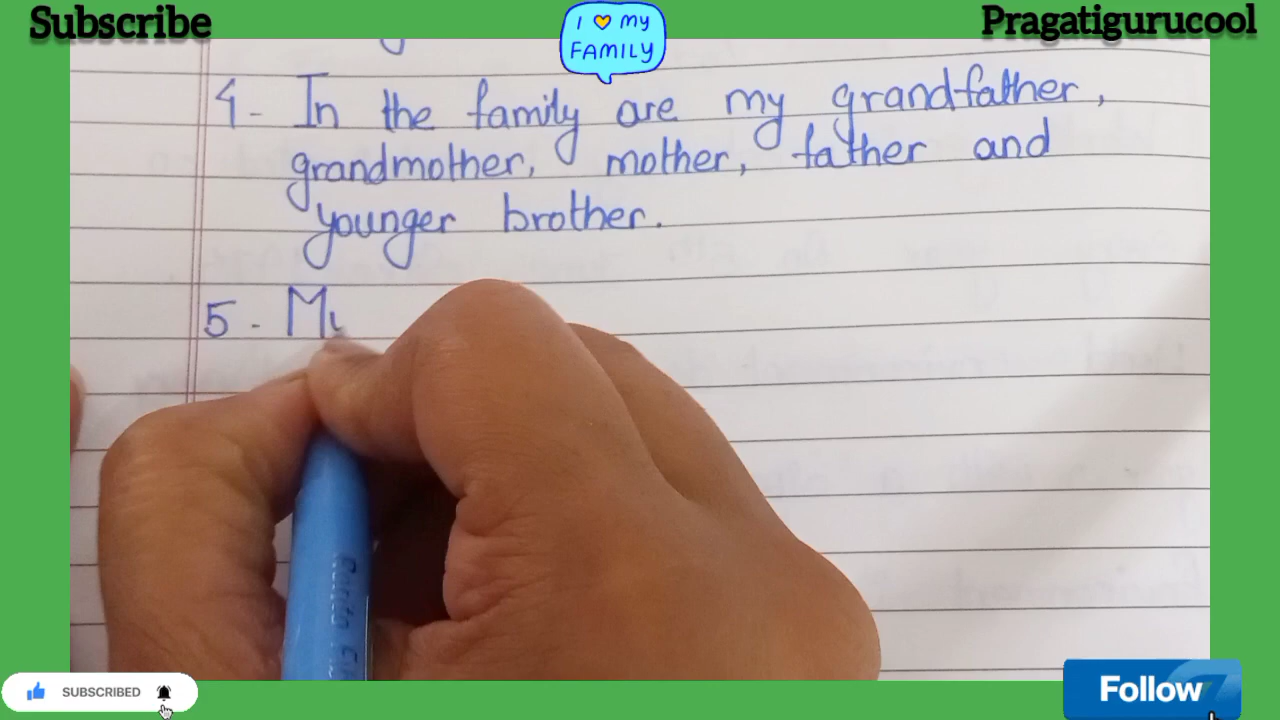 Subscribe
I my
FAMILY
Pragatigurucool
4- In the family are my grandfather,
grandmother, mother, father and
younger brother.
5 - My
SUBSCRIBED
Follow